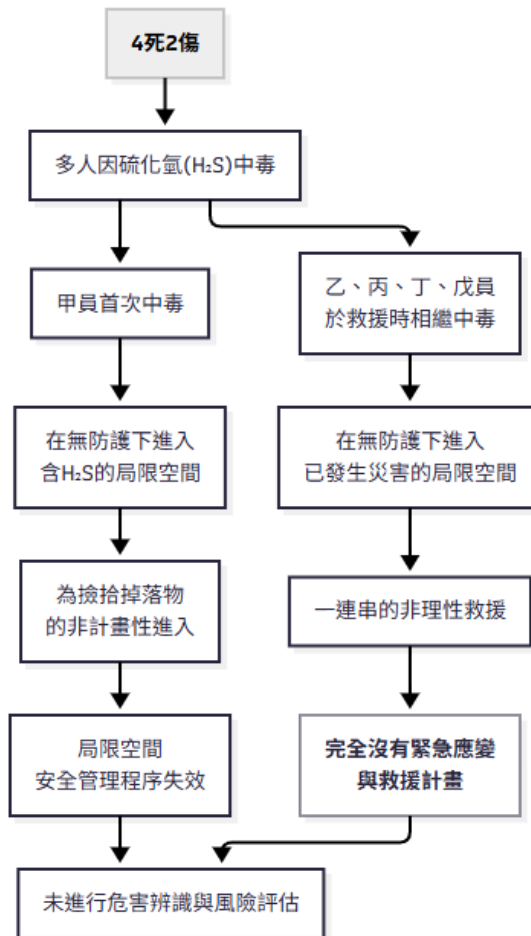 4死2傷
多人因硫化氫(H₂S)中毒
甲員首次中毒
乙、丙、丁、戊員
於救援時相繼中毒
在無防護下進入
含H₂S的局限空間
在無防護下進入
已發生災害的局限空間
為撿拾掉落物
的非計畫性進入
一連串的非理性救援
局限空間
安全管理程序失效
完全沒有緊急應變
與救援計畫
未進行危害辨識與風險評估